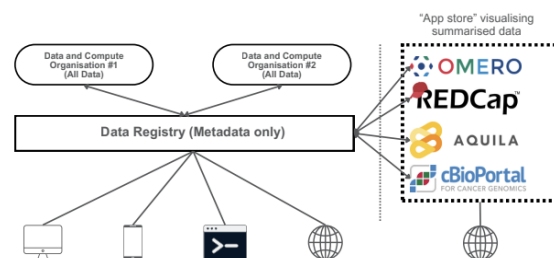 “App store” visualising
summarised data
Data and Compute
Organisation #1
(All Data)
Data and Compute
Organisation #2
(All Data)
OMERO
REDCap™
Data Registry (Metadata only)
AQUILA
cBioPortal
FOR CANCER GENOMICS